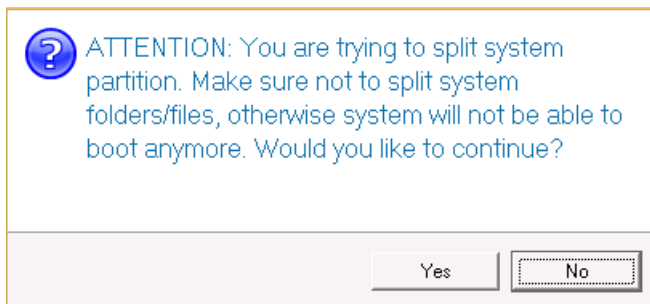 ATTENTION: You are trying to split system
partition. Make sure not to split system
folders/files, otherwise system will not be able to
boot anymore. Would you like to continue?
Yes No